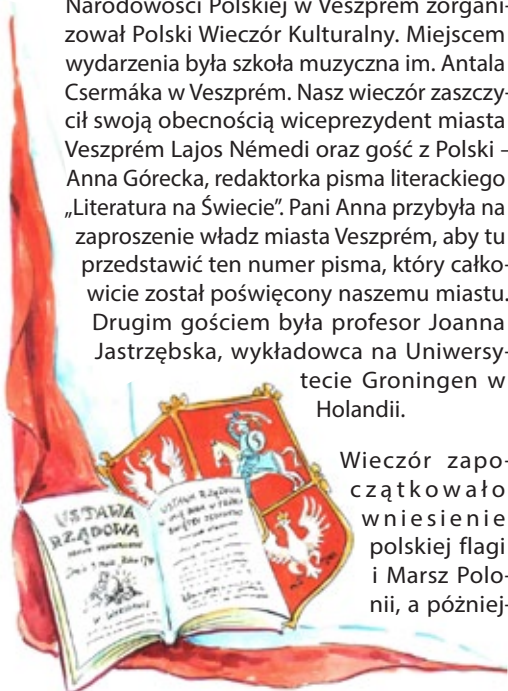 Narodowości Polskiej w Veszprém zorgani-
zował Polski Wieczór Kulturalny. Miejscem
wydarzenia była szkoła muzyczna im. Antala
Csermáka w Veszprém. Nasz wieczór zaszczy-
cił swoją obecnością wiceprezydent miasta
Veszprém Lajos Némedi oraz gość z Polski –
Anna Górecka, redaktorka pisma literackiego
„Literatura na Świecie”. Pani Anna przybyła na
zaproszenie władz miasta Veszprém, aby tu
przedstawić ten numer pisma, który całko-
wicie został poświęcony naszemu miastu.
Drugim gościem była profesor Joanna
Jastrzębska, wykładowca na Uniwersy-
tecie Groningen w
Holandii.
Wieczór zapo-
czątkowało
wniesienie
polskiej flagi
i Marsz Polo-
nii, a później-
USTAWA
RZĄDOWA
W WARSZAWIE
USTAWA RZĄDOWA